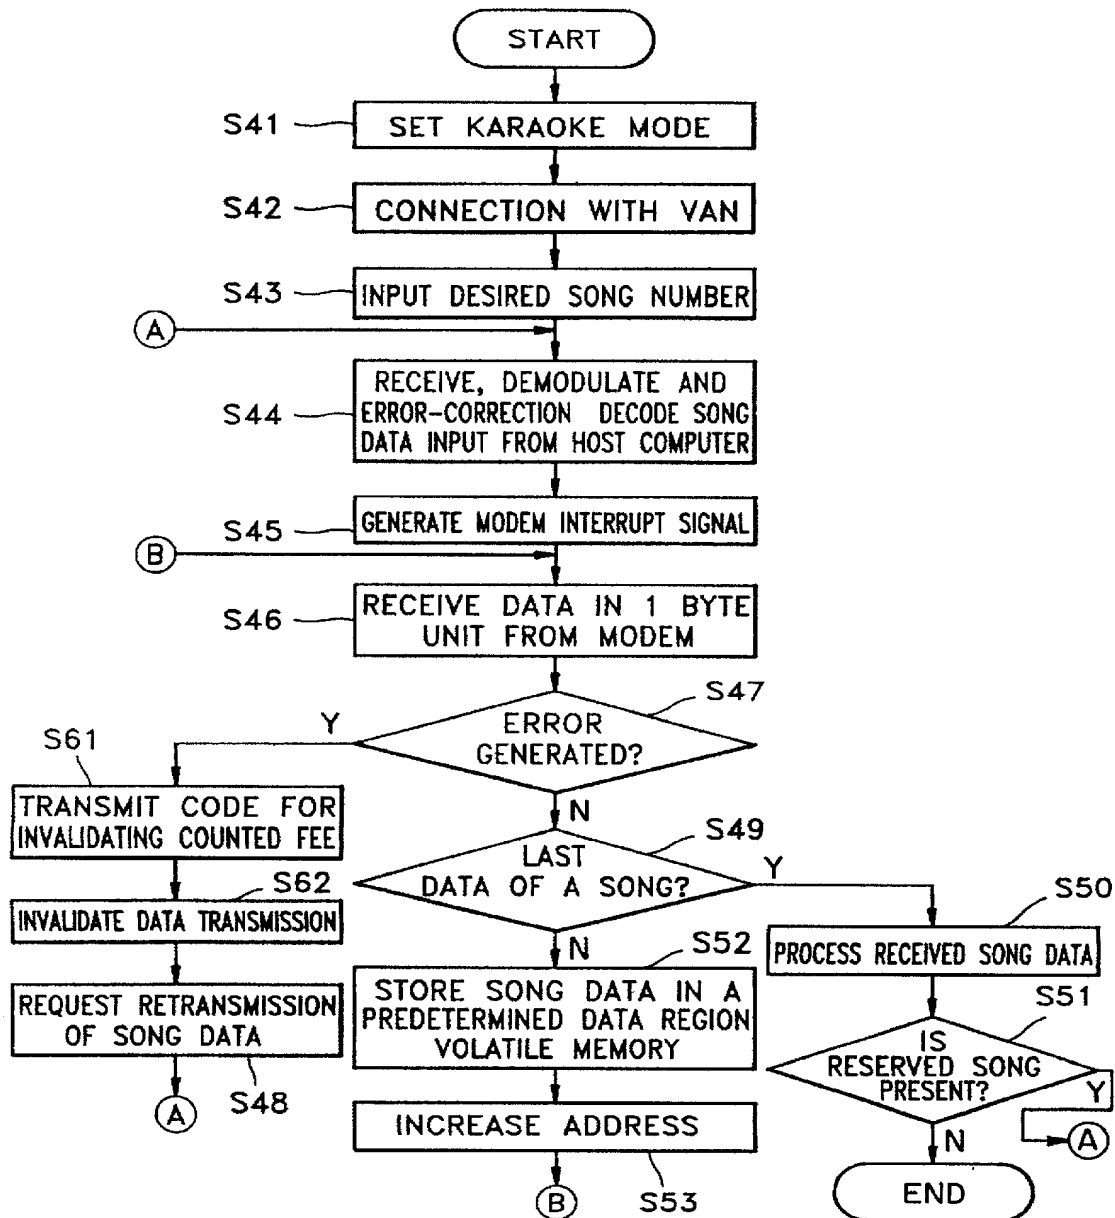 START
S41
SET KARAOKE MODE
S42
CONNECTION WITH VAN
S43
INPUT DESIRED SONG NUMBER
A
S44
RECEIVE, DEMODULATE AND
ERROR-CORRECTION DECODE SONG
DATA INPUT FROM HOST COMPUTER
S45
GENERATE MODEM INTERRUPT SIGNAL
B
S46
RECEIVE DATA IN 1 BYTE
UNIT FROM MODEM
S47
ERROR
GENERATED?
Y
N
S61
TRANSMIT CODE FOR
INVALIDATING COUNTED FEE
S62
INVALIDATE DATA TRANSMISSION
REQUEST RETRANSMISSION
OF SONG DATA
S48
A
S49
LAST
DATA OF A SONG?
Y
N
S52
STORE SONG DATA IN A
PREDETERMINED DATA REGION
VOLATILE MEMORY
INCREASE ADDRESS
S53
B
S50
PROCESS RECEIVED SONG DATA
S51
IS
RESERVED SONG
PRESENT?
Y
A
N
END